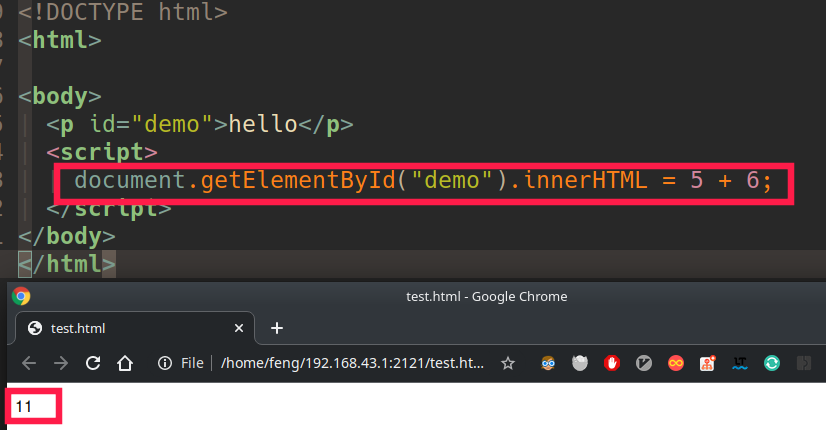 <!DOCTYPE html>
<html>
<body>
<p id="demo">hello</p>
<script>
document.getElementById("demo").innerHTML = 5 + 6;
</script>
</body>
</html>
test.html - Google Chrome
test.html
File | /home/feng/192.168.43.1:2121/test.ht...
11